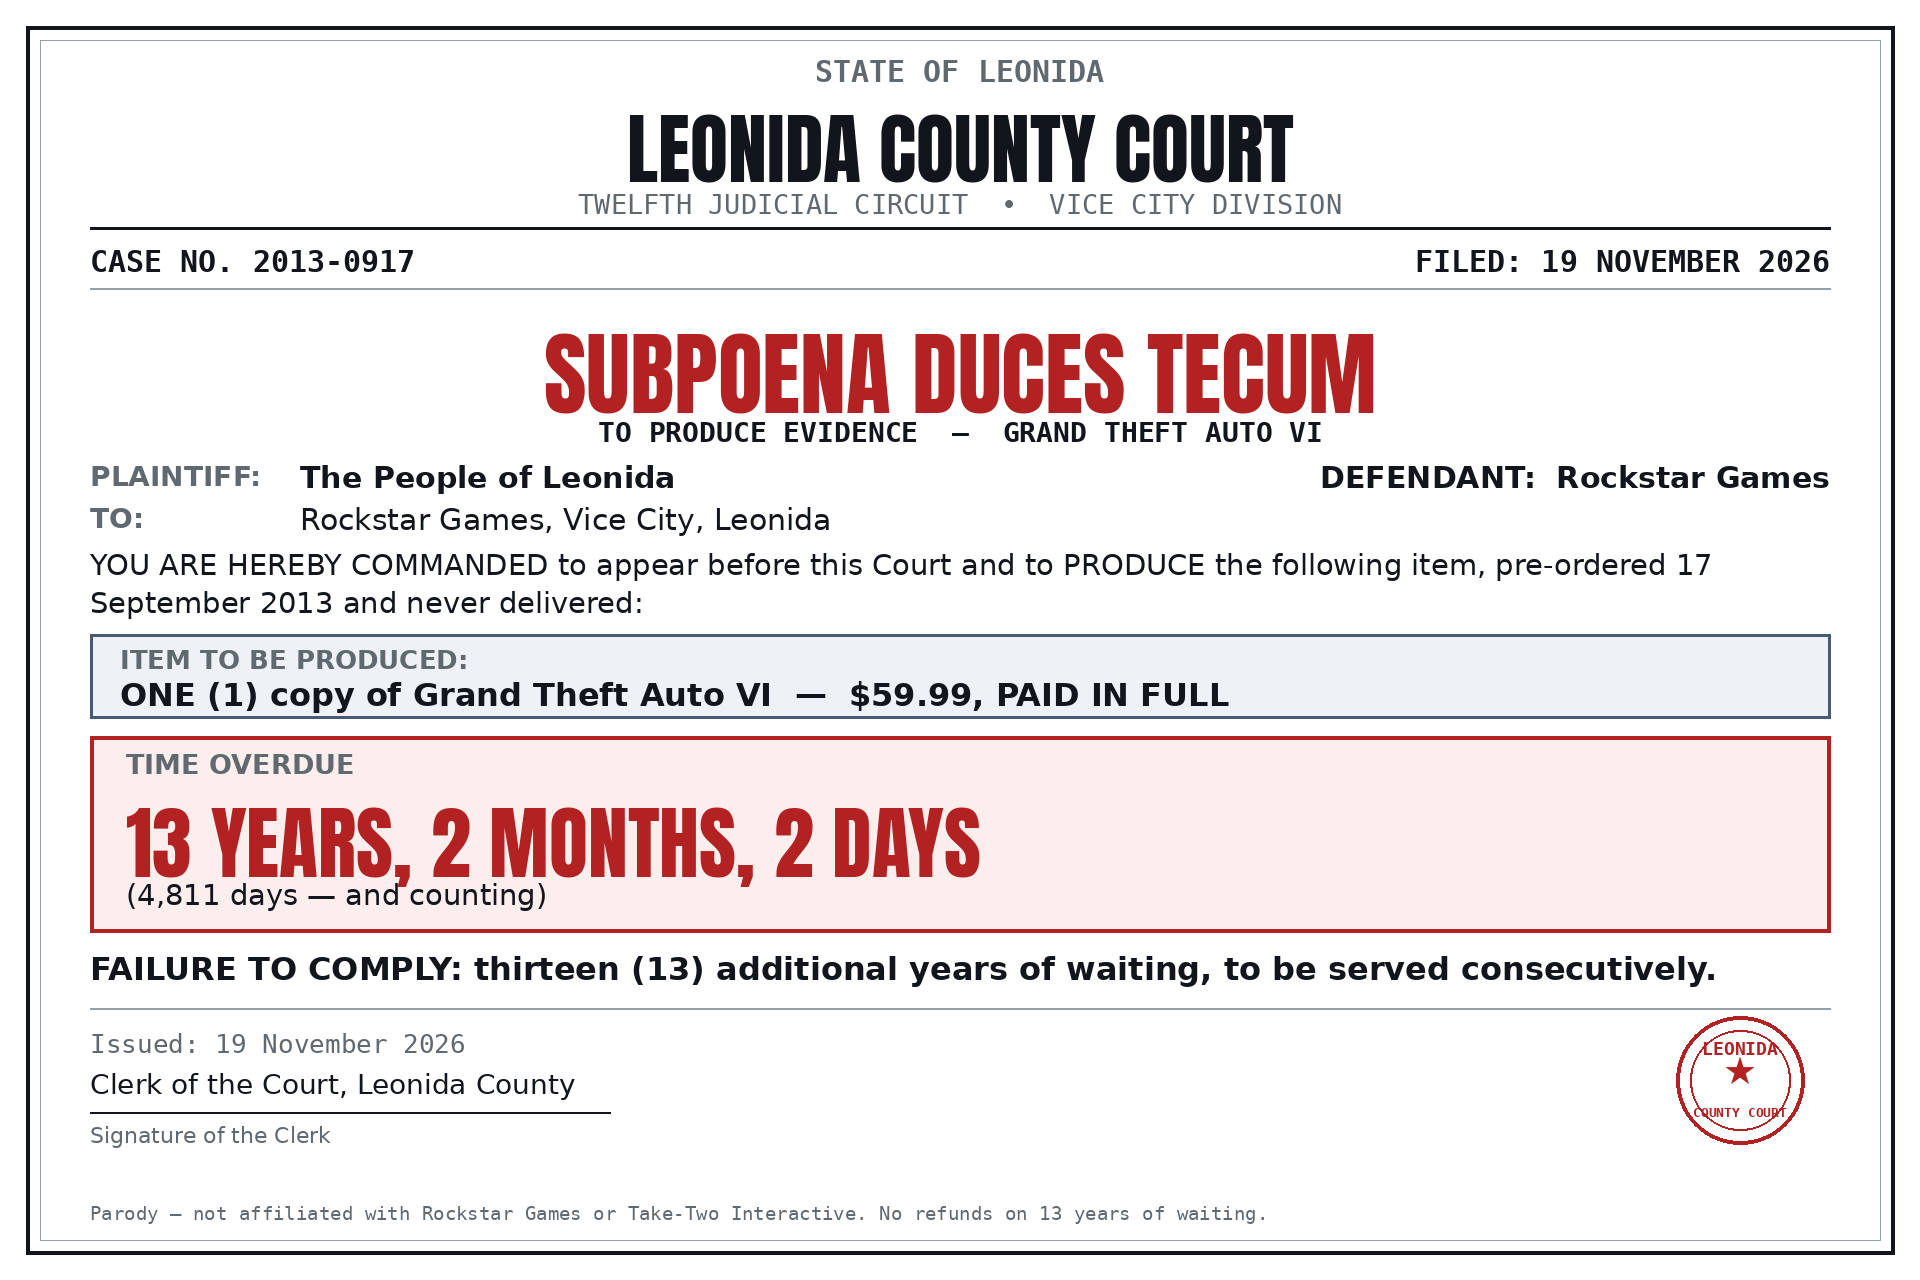 STATE OF LEONIDA
LEONIDA COUNTY COURT
TWELFTH JUDICIAL CIRCUIT • VICE CITY DIVISION
CASE NO. 2013-0917 FILED: 19 NOVEMBER 2026
SUBPOENA DUCES TECUM
TO PRODUCE EVIDENCE — GRAND THEFT AUTO VI
PLAINTIFF: The People of Leonida DEFENDANT: Rockstar Games
TO: Rockstar Games, Vice City, Leonida
YOU ARE HEREBY COMMANDED to appear before this Court and to PRODUCE the following item, pre-ordered 17
September 2013 and never delivered:
ITEM TO BE PRODUCED:
ONE (1) copy of Grand Theft Auto VI — $59.99, PAID IN FULL
TIME OVERDUE
13 YEARS, 2 MONTHS, 2 DAYS
(4,811 days — and counting)
FAILURE TO COMPLY: thirteen (13) additional years of waiting, to be served consecutively.
Issued: 19 November 2026
Clerk of the Court, Leonida County
Signature of the Clerk
LEONIDA
COUNTY COURT
Parody — not affiliated with Rockstar Games or Take-Two Interactive. No refunds on 13 years of waiting.